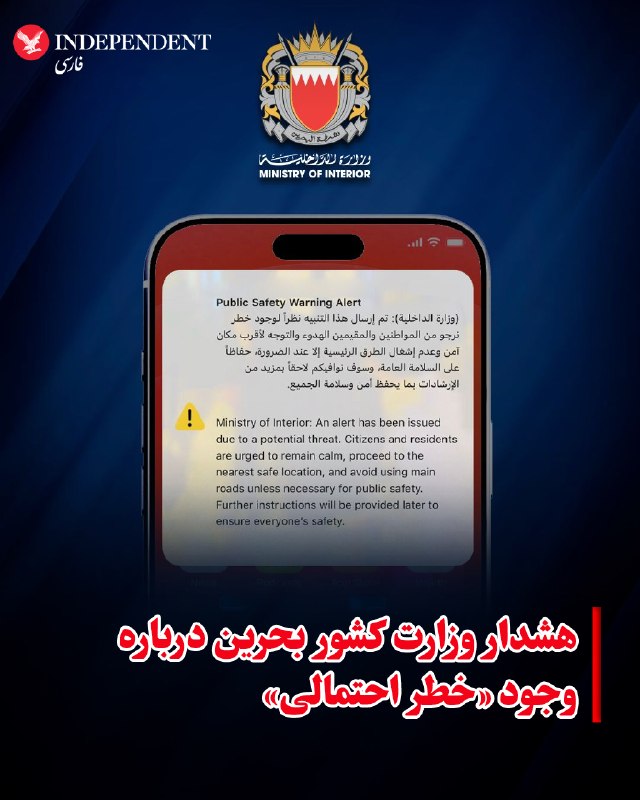 INDEPENDENT
فارسی
شرطة البحرين
وزارة الداخلية
MINISTRY OF INTERIOR
Public Safety Warning Alert
(وزارة الداخلية): تم إرسال هذا التنبيه نظراً لوجود خطر
نرجو من المواطنين والمقيمين الهدوء والتوجه لأقرب مكان
آمن وعدم إشغال الطرق الرئيسية إلا عند الضرورة، حفاظاً
على السلامة العامة، وسوف نوافيكم لاحقاً بمزيد من
الإرشادات بما يحفظ أمن وسلامة الجميع.
Ministry of Interior: An alert has been issued
due to a potential threat. Citizens and residents
are urged to remain calm, proceed to the
nearest safe location, and avoid using main
roads unless necessary for public safety.
Further instructions will be provided later to
ensure everyone's safety.
هشدار وزارت کشور بحرین درباره
وجود «خطر احتمالی»